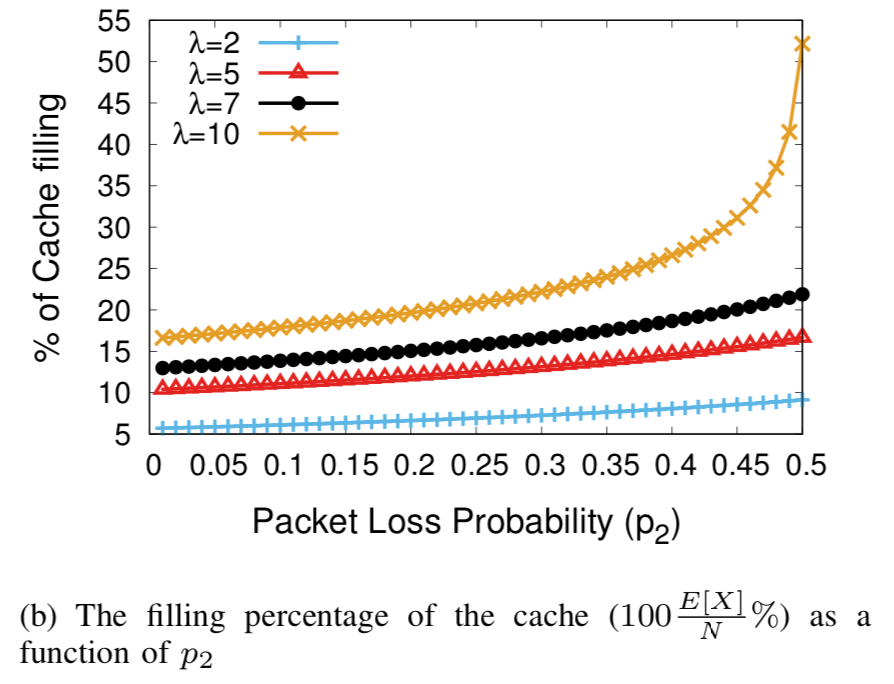 55
50
45
40
35
30
25
20
15
10
5
% of Cache filling
λ=2
λ=5
λ=7
λ=10
0 0.05 0.1 0.15 0.2 0.25 0.3 0.35 0.4 0.45 0.5
Packet Loss Probability (p₂)
(b) The filling percentage of the cache (100 E[X]/N %) as a
function of p₂